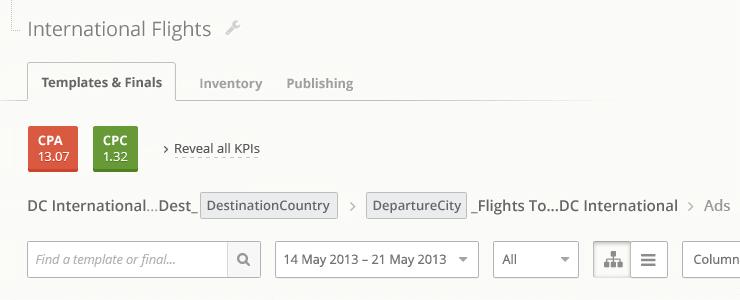 International Flights
Templates & Finals Inventory Publishing
CPA CPC
13.07 1.32
Reveal all KPIs
DC International...Dest_ DestinationCountry > DepartureCity _Flights To...DC International > Ads
Find a template or final... 14 May 2013 – 21 May 2013 All Column